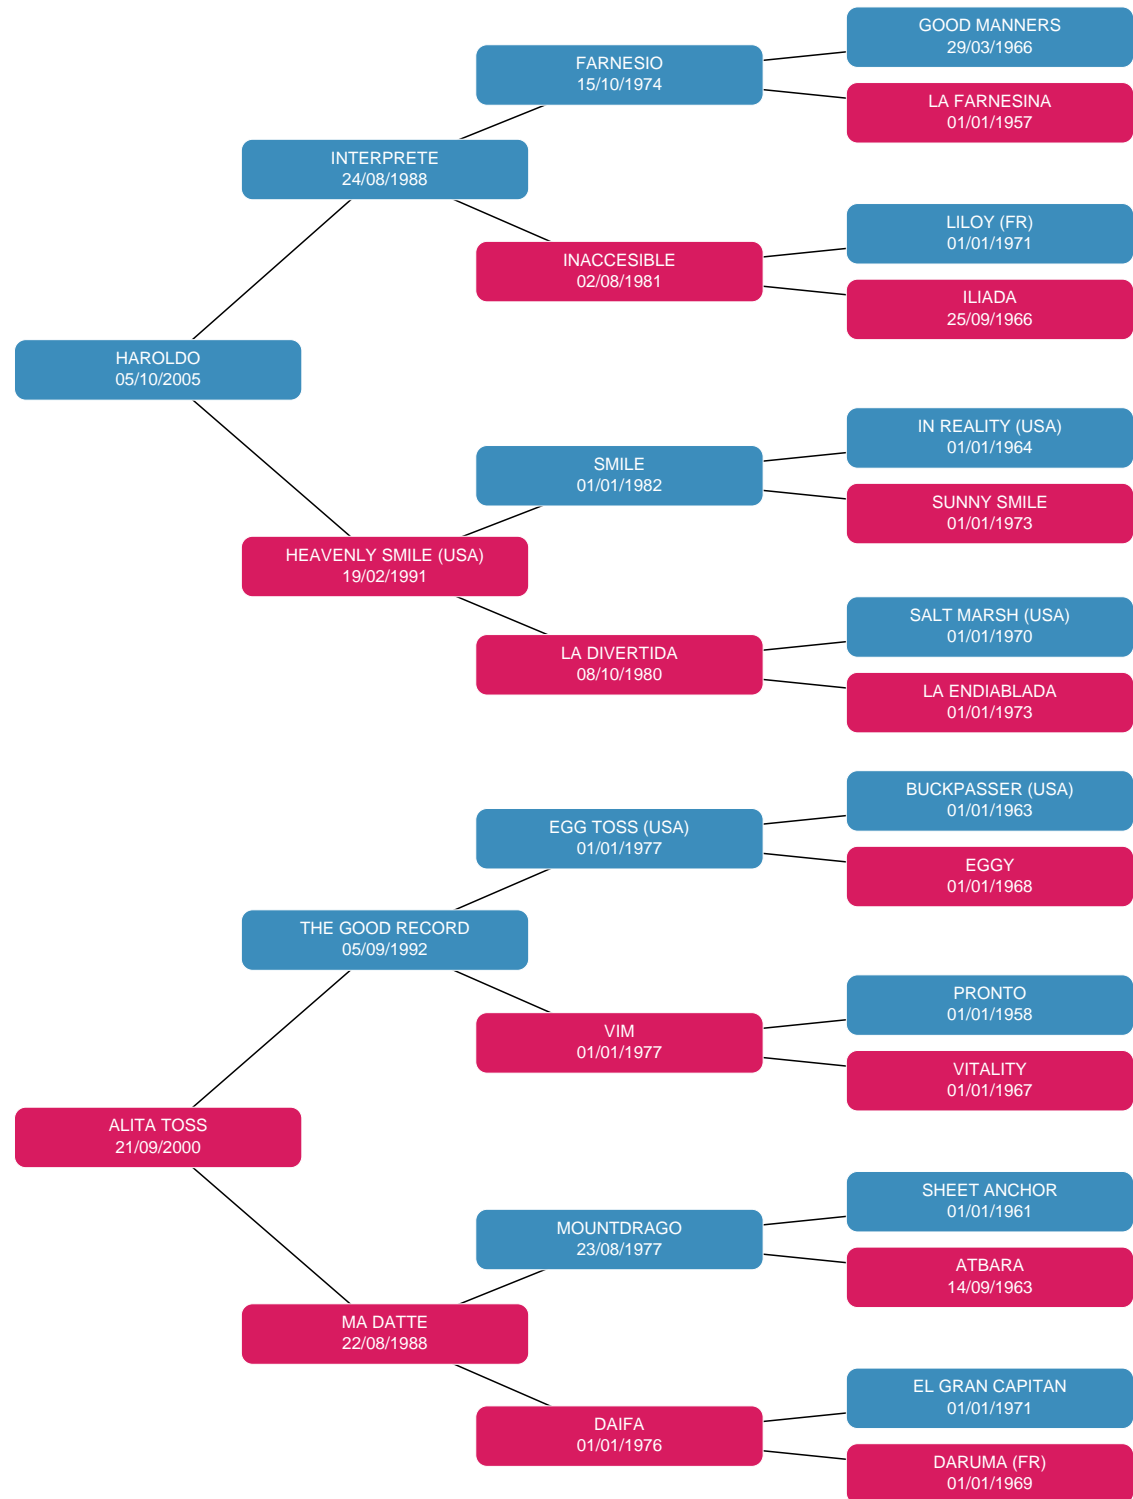 GOOD MANNERS
29/03/1966
FARNESIO
15/10/1974
LA FARNESINA
01/01/1957
INTERPRETE
24/08/1988
LILOY (FR)
01/01/1971
INACCESIBLE
02/08/1981
ILIADA
25/09/1966
HAROLDO
05/10/2005
IN REALITY (USA)
01/01/1964
SMILE
01/01/1982
SUNNY SMILE
01/01/1973
HEAVENLY SMILE (USA)
19/02/1991
SALT MARSH (USA)
01/01/1970
LA DIVERTIDA
08/10/1980
LA ENDIABLADA
01/01/1973
BUCKPASSER (USA)
01/01/1963
EGG TOSS (USA)
01/01/1977
EGGY
01/01/1968
THE GOOD RECORD
05/09/1992
PRONTO
01/01/1958
VIM
01/01/1977
VITALITY
01/01/1967
ALITA TOSS
21/09/2000
SHEET ANCHOR
01/01/1961
MOUNTDRAGO
23/08/1977
ATBARA
14/09/1963
MA DATTE
22/08/1988
EL GRAN CAPITAN
01/01/1971
DAIFA
01/01/1976
DARUMA (FR)
01/01/1969